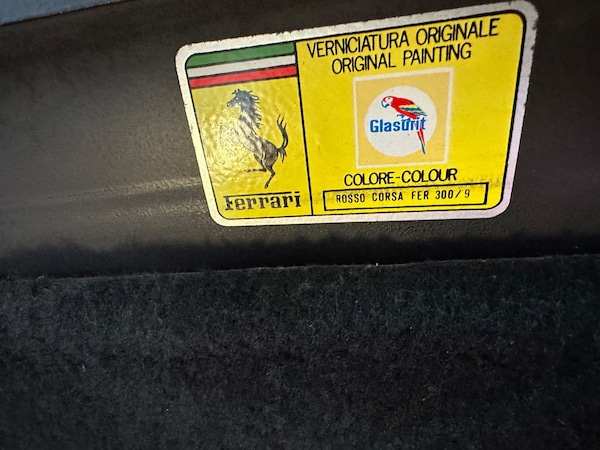 VERNICIATURA ORIGINALE
ORIGINAL PAINTING
Glasurit
COLORE-COLOUR
ROSSO CORSA FER 300/9
Ferrari